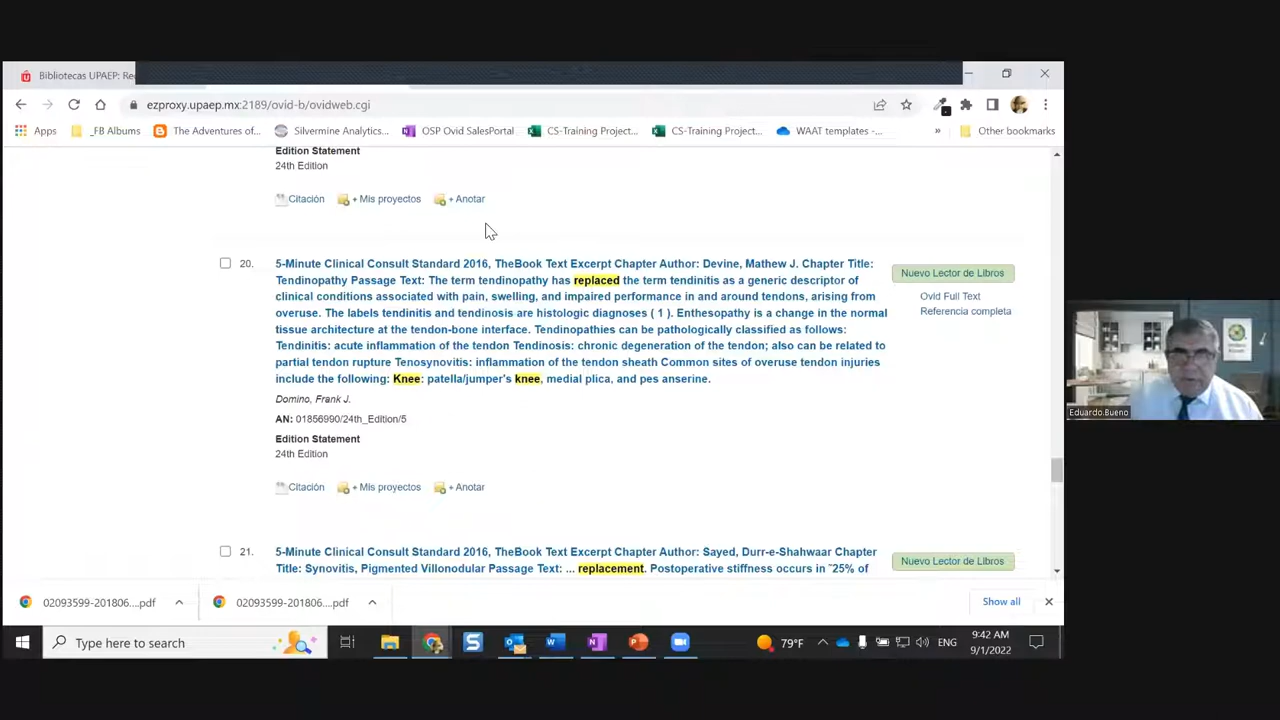 Bibliotecas UPAEP: Re
ezproxy.upaep.mx:2189/ovid-b/ovidweb.cgi
Apps _FB Albums The Adventures of... Silvermine Analytics... OSP Ovid SalesPortal CS-Training Project... CS-Training Project... WAAT templates -... » Other bookmarks
Edition Statement
24th Edition
Citación + Mis proyectos + Anotar
20. 5-Minute Clinical Consult Standard 2016, TheBook Text Excerpt Chapter Author: Devine, Mathew J. Chapter Title:
Tendinopathy Passage Text: The term tendinopathy has replaced the term tendinitis as a generic descriptor of
clinical conditions associated with pain, swelling, and impaired performance in and around tendons, arising from
overuse. The labels tendinitis and tendinosis are histologic diagnoses ( 1 ). Enthesopathy is a change in the normal
tissue architecture at the tendon-bone interface. Tendinopathies can be pathologically classified as follows:
Tendinitis: acute inflammation of the tendon Tendinosis: chronic degeneration of the tendon; also can be related to
partial tendon rupture Tenosynovitis: inflammation of the tendon sheath Common sites of overuse tendon injuries
include the following: Knee: patella/jumper's knee, medial plica, and pes anserine.
Nuevo Lector de Libros
Ovid Full Text
Referencia completa
Domino, Frank J.
AN: 01856990/24th_Edition/5
Edition Statement
24th Edition
Citación + Mis proyectos + Anotar
21. 5-Minute Clinical Consult Standard 2016, TheBook Text Excerpt Chapter Author: Sayed, Durr-e-Shahwaar Chapter
Title: Synovitis, Pigmented Villonodular Passage Text: ... replacement. Postoperative stiffness occurs in ~25% of
Nuevo Lector de Libros
02093599-201806....pdf 02093599-201806....pdf Show all
Type here to search
79°F ENG 9:42 AM
9/1/2022
Eduardo.Bueno